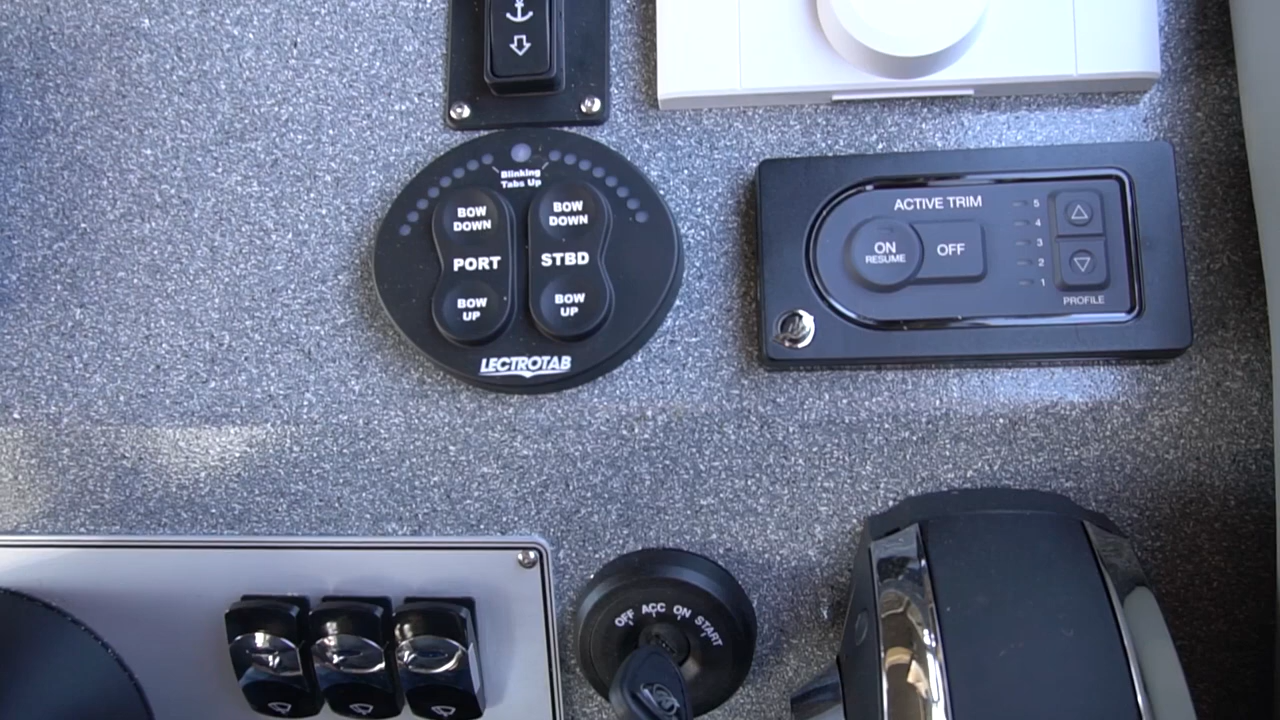 Blinking
Tabs Up
BOW
DOWN
BOW
DOWN
PORT
STBD
BOW
UP
BOW
UP
LECTROTAB
ACTIVE TRIM
ON
RESUME
OFF
5
4
3
2
1
PROFILE
OFF ACC ON START